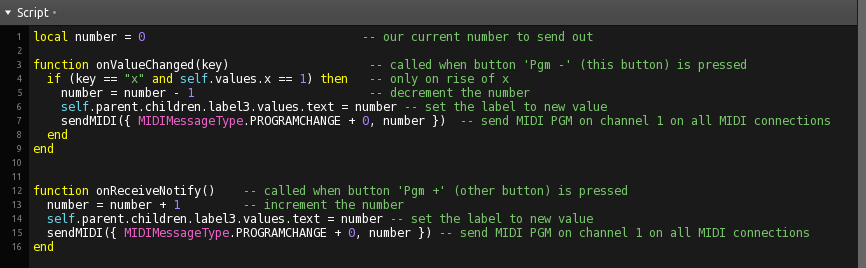 ▼ Script •
1 local number = 0 -- our current number to send out
2
3 function onValueChanged(key) -- called when button 'Pgm -' (this button) is pressed
4 if (key == "x" and self.values.x == 1) then -- only on rise of x
5 number = number - 1 -- decrement the number
6 self.parent.children.label3.values.text = number -- set the label to new value
7 sendMIDI({ MIDIMessageType.PROGRAMCHANGE + 0, number }) -- send MIDI PGM on channel 1 on all MIDI connections
8 end
9 end
10
11
12 function onReceiveNotify() -- called when button 'Pgm +' (other button) is pressed
13 number = number + 1 -- increment the number
14 self.parent.children.label3.values.text = number -- set the label to new value
15 sendMIDI({ MIDIMessageType.PROGRAMCHANGE + 0, number }) -- send MIDI PGM on channel 1 on all MIDI connections
16 end